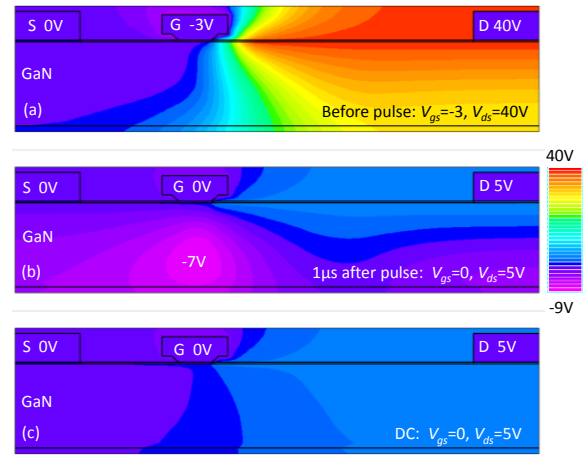 S 0V
G -3V
D 40V
GaN
(a)
Before pulse: Vgs=-3, Vds=40V
40V
S 0V
G 0V
D 5V
GaN
-7V
(b)
1µs after pulse: Vgs=0, Vds=5V
-9V
S 0V
G 0V
D 5V
GaN
(c)
DC: Vgs=0, Vds=5V